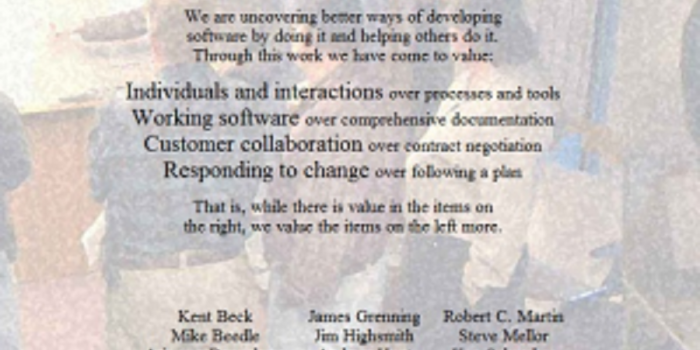 We are uncovering better ways of developing
software by doing it and helping others do it.
Through this work we have come to value:
Individuals and interactions over processes and tools
Working software over comprehensive documentation
Customer collaboration over contract negotiation
Responding to change over following a plan
That is, while there is value in the items on
the right, we value the items on the left more.
Kent Beck James Grenning Robert C. Martin
Mike Beedle Jim Highsmith Steve Mellor